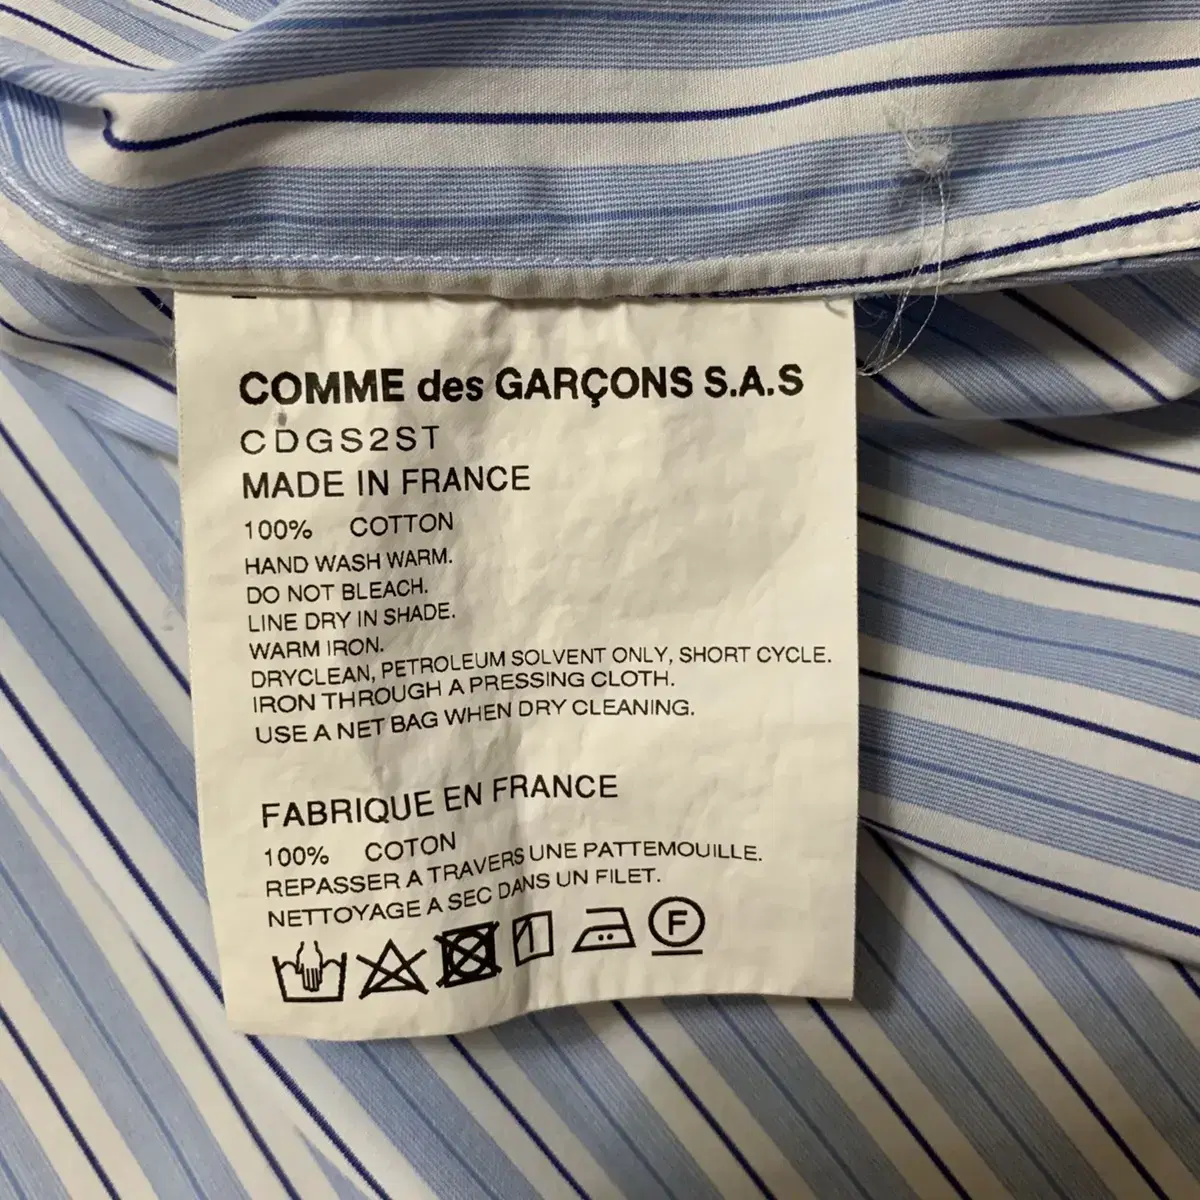 COMME des GARÇONS S.A.S
CDGS2ST
MADE IN FRANCE
100% COTTON
HAND WASH WARM.
DO NOT BLEACH.
LINE DRY IN SHADE.
WARM IRON.
DRYCLEAN, PETROLEUM SOLVENT ONLY, SHORT CYCLE.
IRON THROUGH A PRESSING CLOTH.
USE A NET BAG WHEN DRY CLEANING.
FABRIQUE EN FRANCE
100% COTON
REPASSER A TRAVERS UNE PATTEMOUILLE.
NETTOYAGE A SEC DANS UN FILET.
F